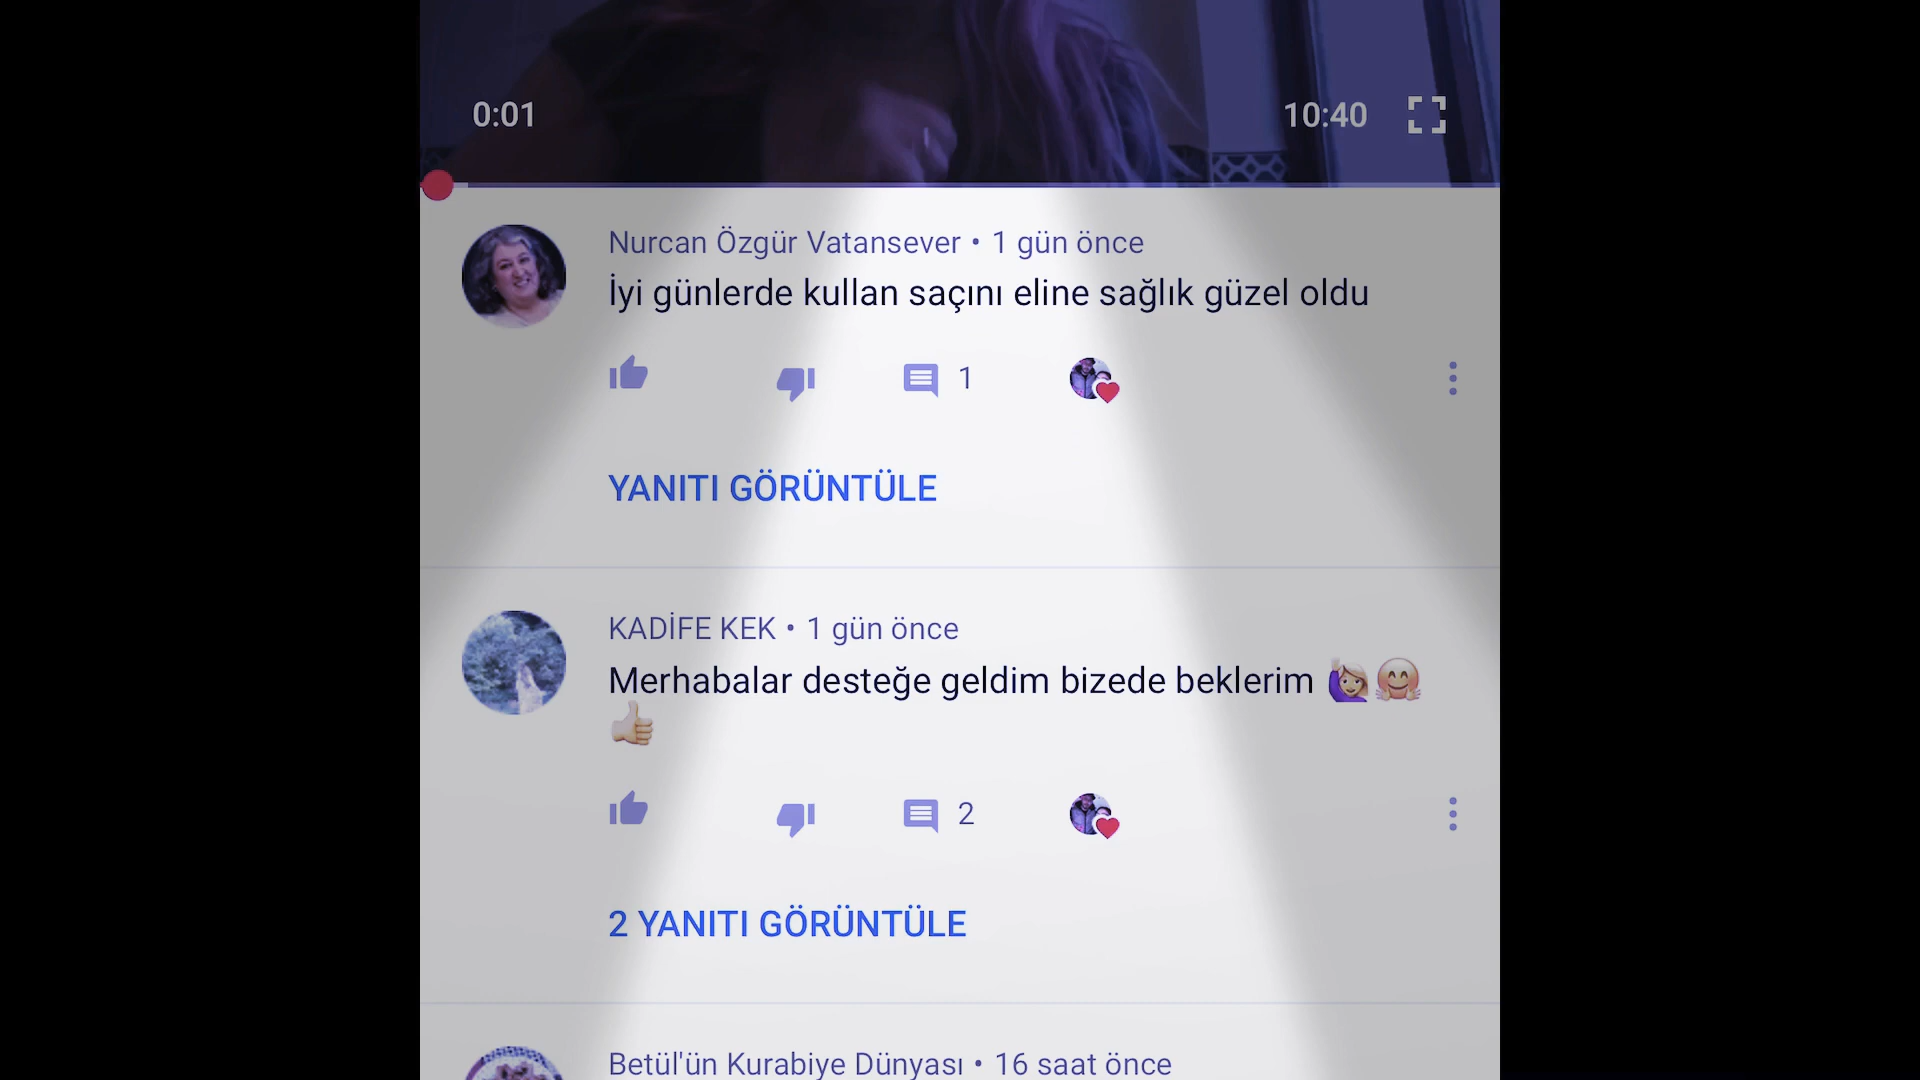 0:01
10:40
Nurcan Özgür Vatansever • 1 gün önce
İyi günlerde kullan saçını eline sağlık güzel oldu
1
YANITI GÖRÜNTÜLE
KADİFE KEK • 1 gün önce
Merhabalar desteğe geldim bizede beklerim 🙋🏼‍♀️🤗
👍🏼
2
2 YANITI GÖRÜNTÜLE
Betül'ün Kurabiye Dünyası • 16 saat önce